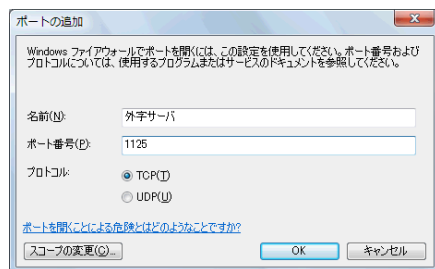 ポートの追加
Windows ファイアウォールでポートを開くには、この設定を使用してください。ポート番号および
プロトコルについては、使用するプログラムまたはサービスのドキュメントを参照してください。
名前(N): 外字サーバ
ポート番号(P): 1125
プロトコル: TCP(T)
UDP(U)
ポートを開くことによる危険とはどのようなことですか?
スコープの変更(C)... OK キャンセル